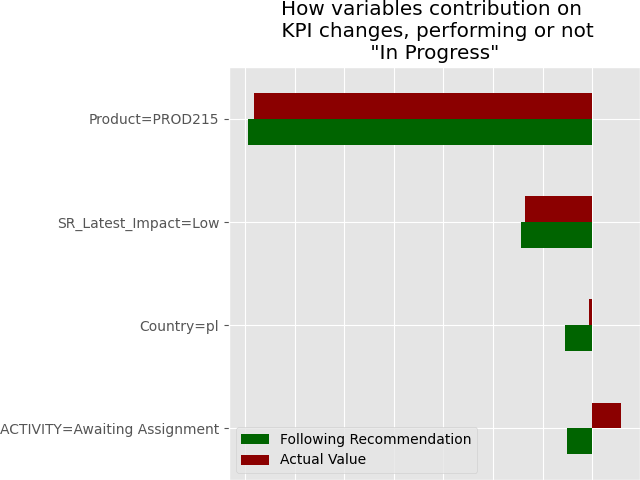 How variables contribution on
KPI changes, performing or not
"In Progress"
Product=PROD215
SR_Latest_Impact=Low
Country=pl
ACTIVITY=Awaiting Assignment
Following Recommendation
Actual Value